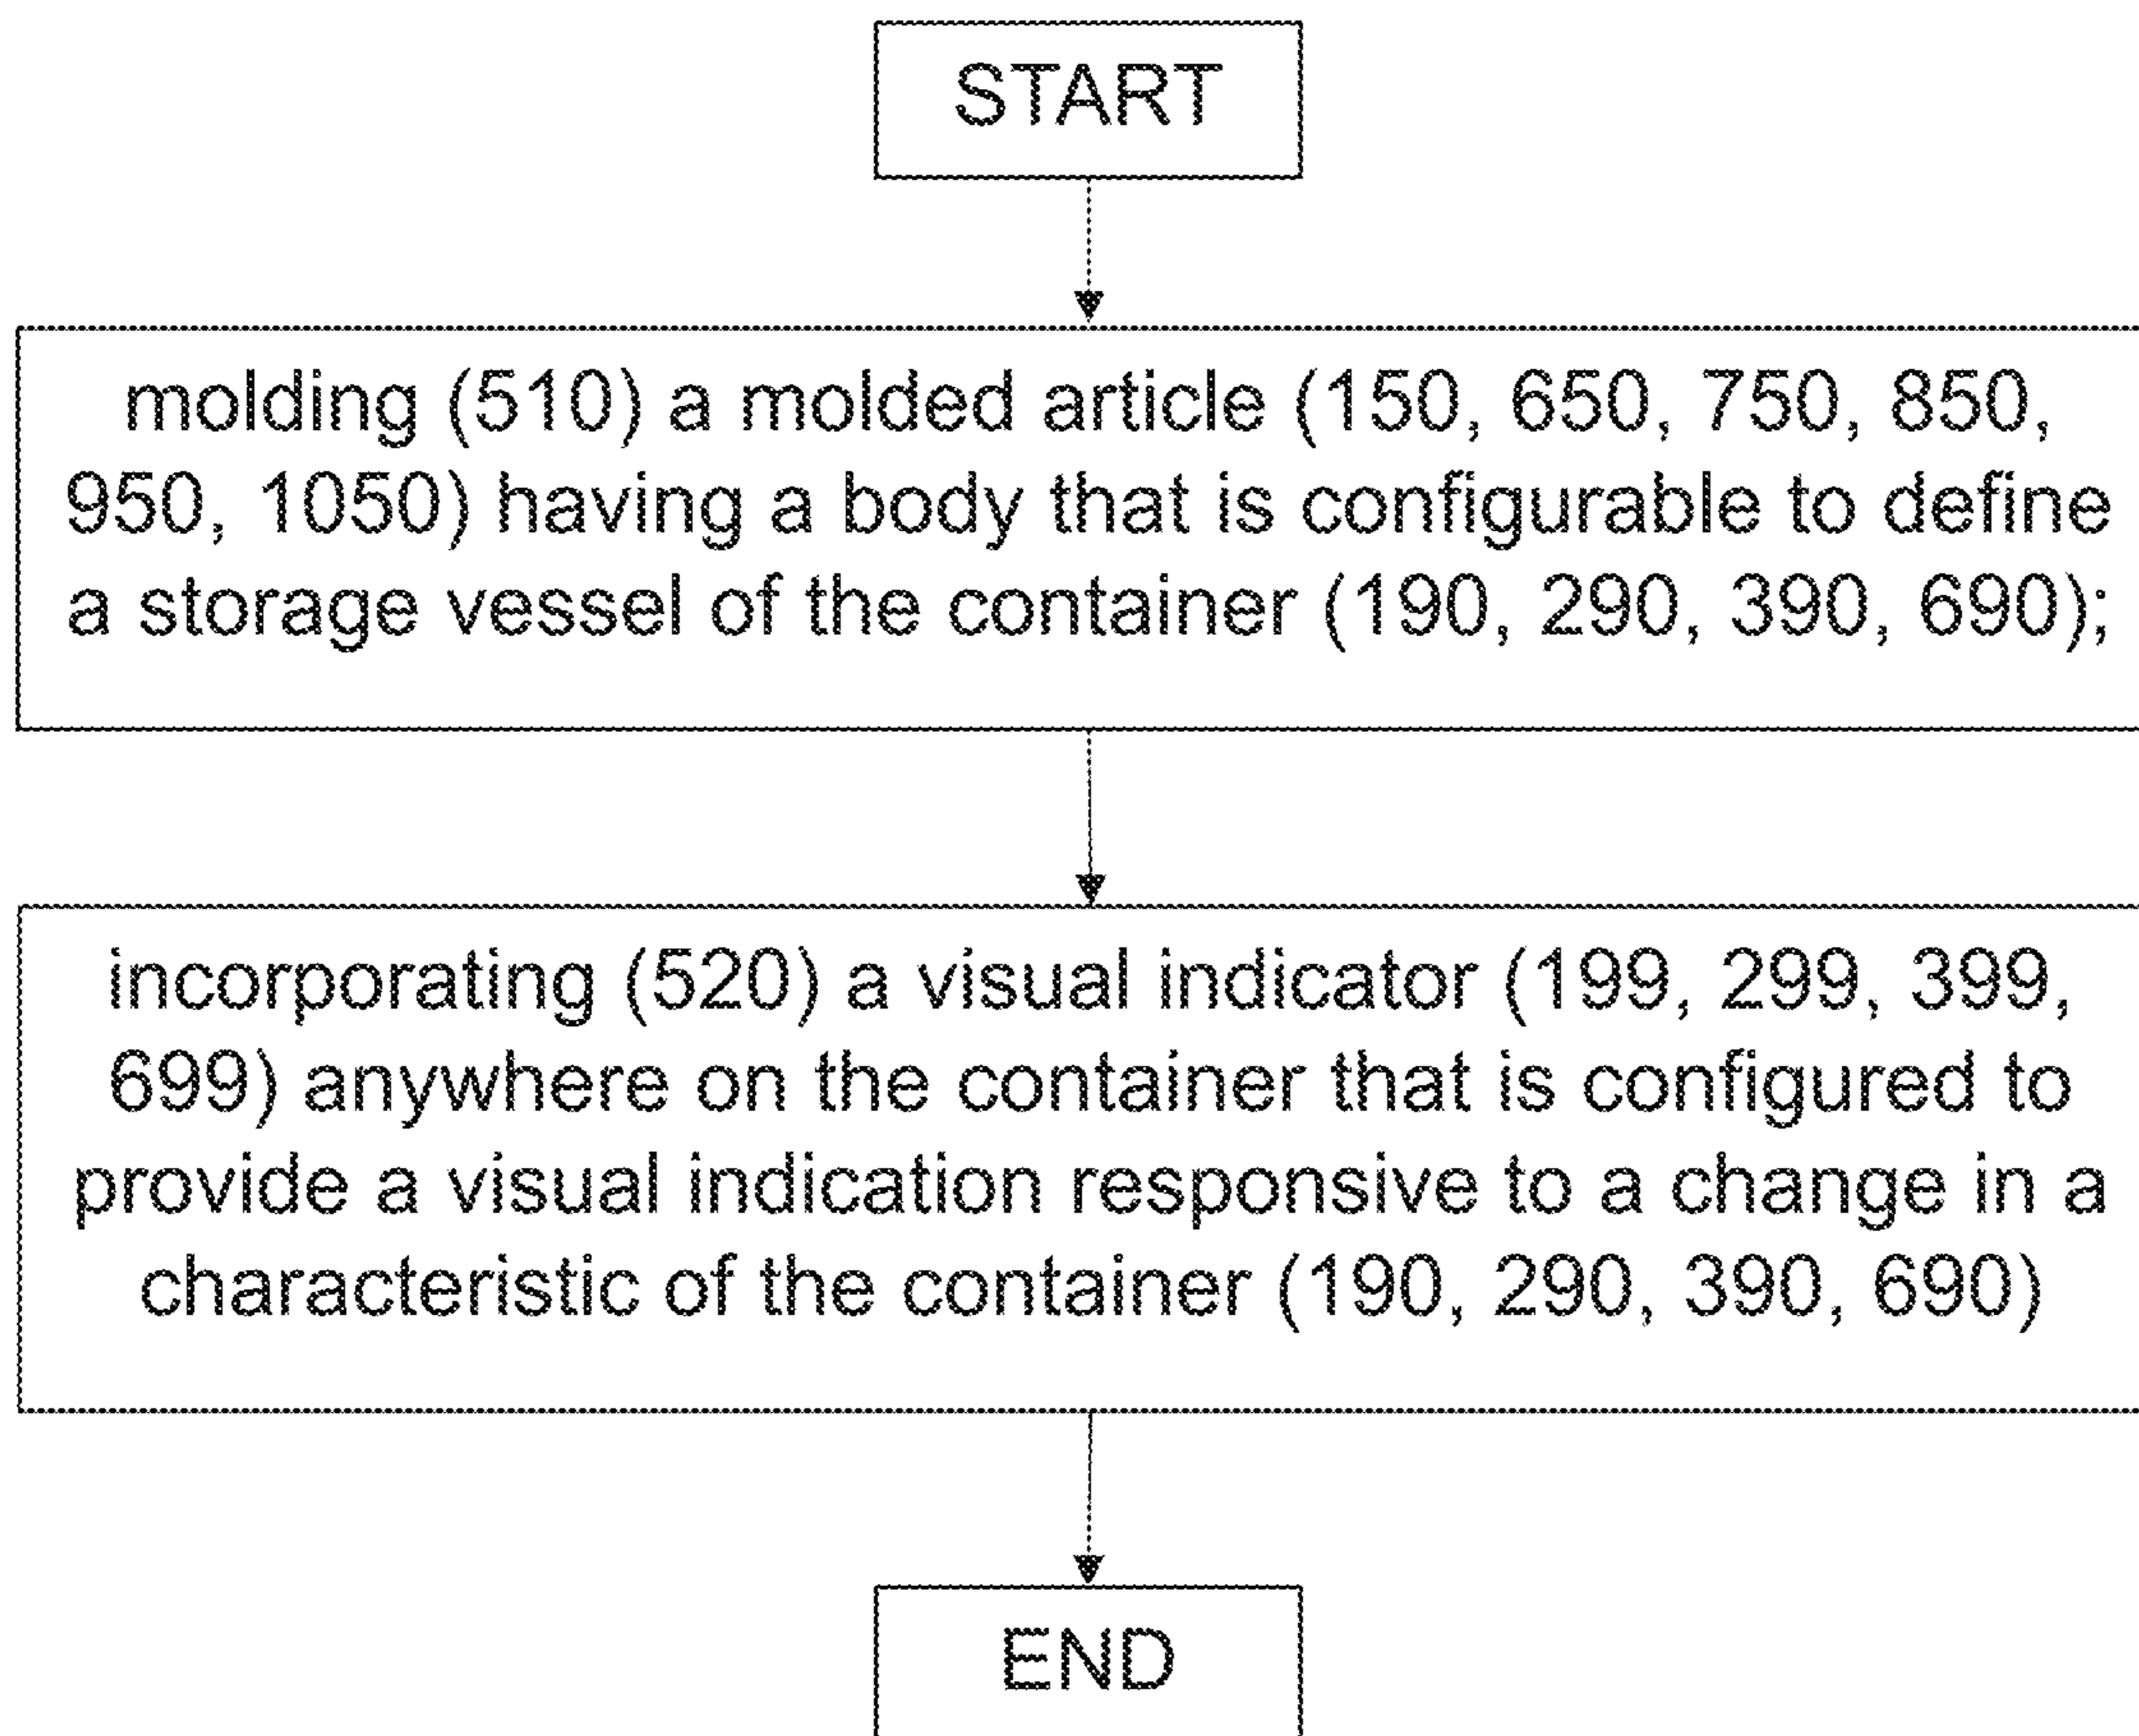 START
molding (510) a molded article (150, 650, 750, 850,
950, 1050) having a body that is configurable to define
a storage vessel of the container (190, 290, 390, 690);
incorporating (520) a visual indicator (199, 299, 399,
699) anywhere on the container that is configured to
provide a visual indication responsive to a change in a
characteristic of the container (190, 290, 390, 690)
END